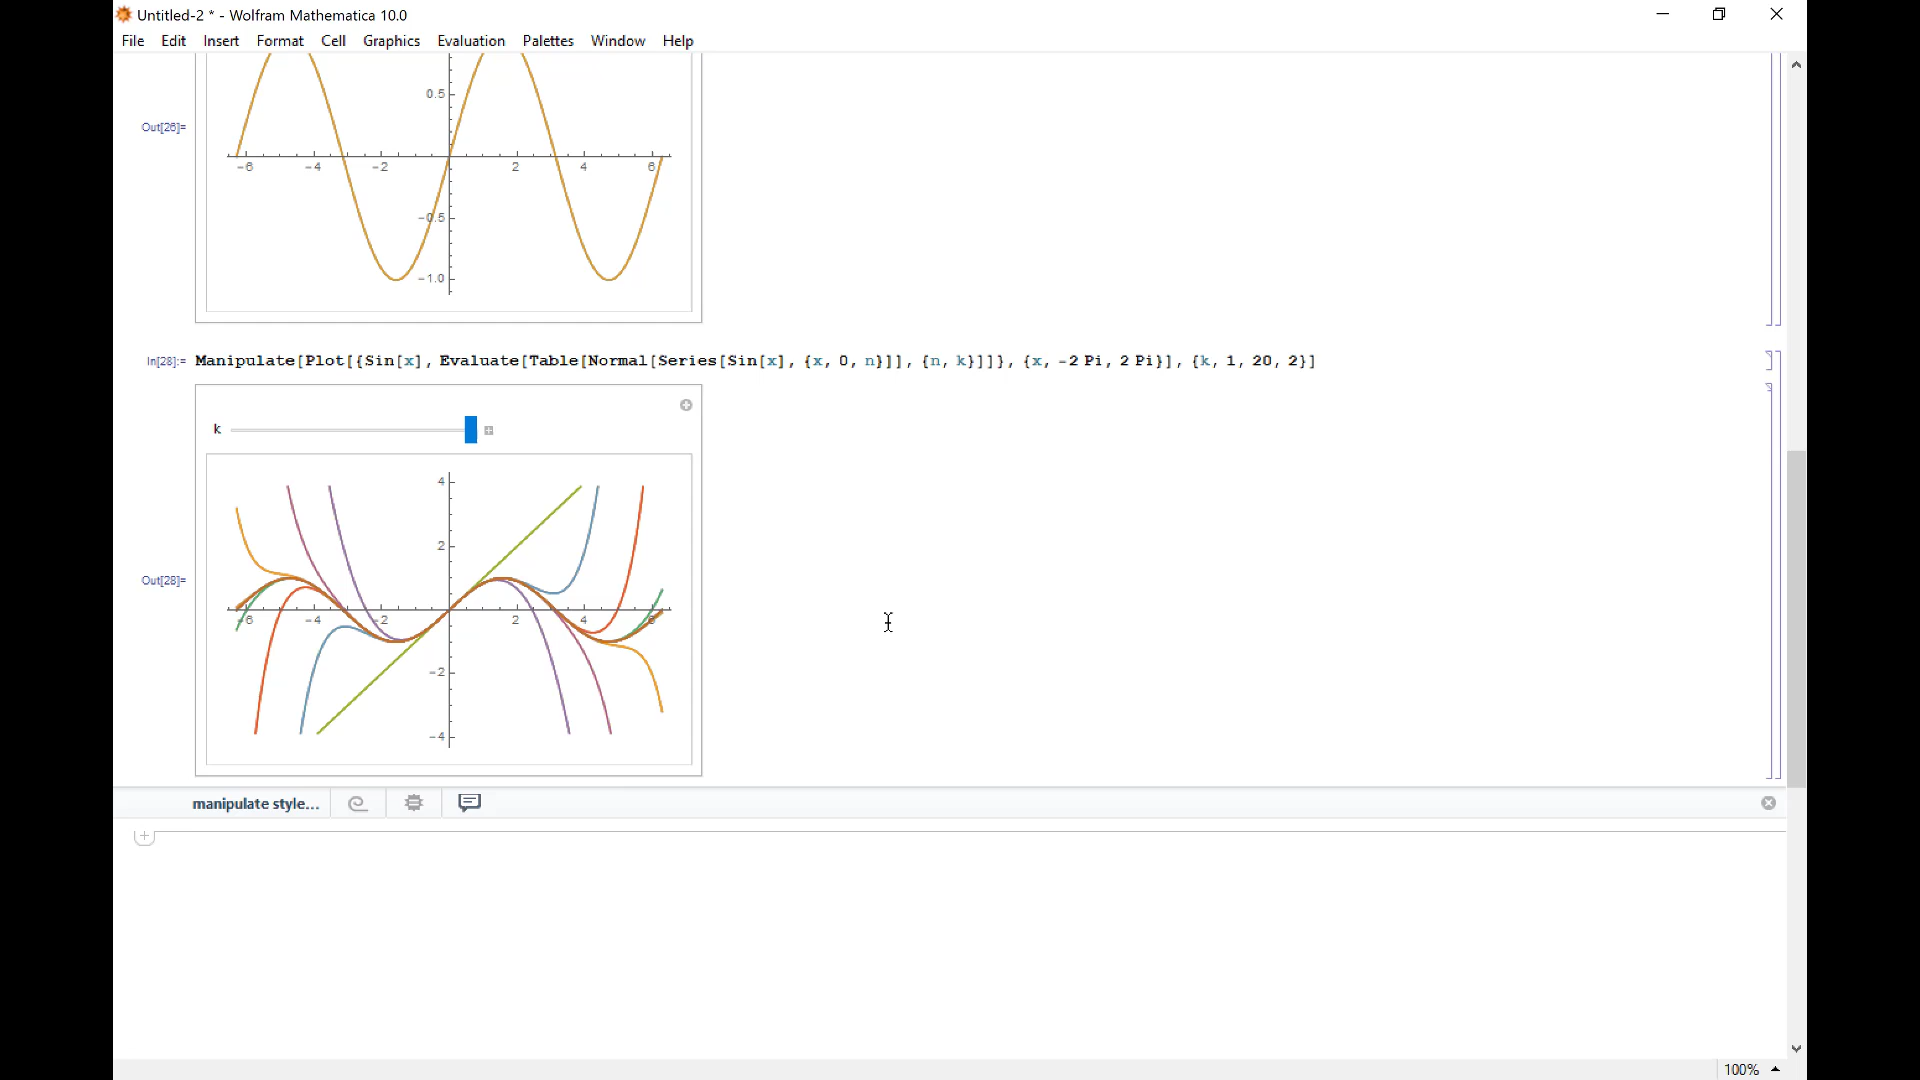 Untitled-2 * - Wolfram Mathematica 10.0
File Edit Insert Format Cell Graphics Evaluation Palettes Window Help
0.5
Out[26]=
-6 -4 -2 2 4 6
-0.5
-1.0
In[28]:= Manipulate[Plot[{Sin[x], Evaluate[Table[Normal[Series[Sin[x], {x, 0, n}]], {n, k}]]}, {x, -2 Pi, 2 Pi}], {k, 1, 20, 2}]
k
4
2
Out[28]=
-6 -4 -2 2 4 6
-2
-4
manipulate style...
100%